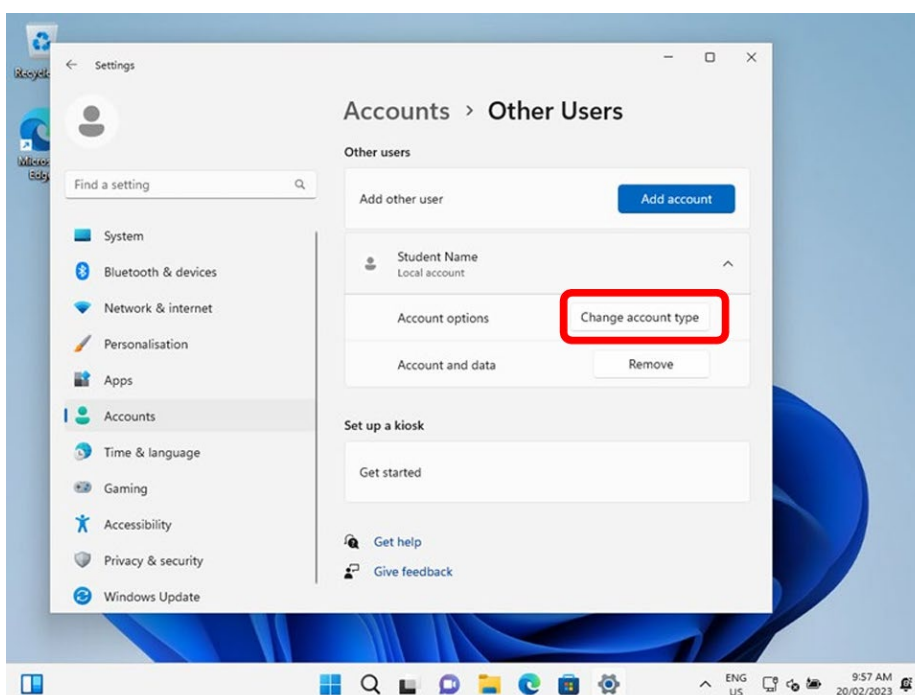 Recycle
Micros
Edg
Settings
Accounts > Other Users
Other users
Find a setting
Add other user
Add account
System
Student Name
Local account
Bluetooth & devices
Network & internet
Account options
Change account type
Personalisation
Account and data
Remove
Apps
Accounts
Set up a kiosk
Time & language
Get started
Gaming
Accessibility
Get help
Privacy & security
Give feedback
Windows Update
ENG
US
9:57 AM
20/02/2023